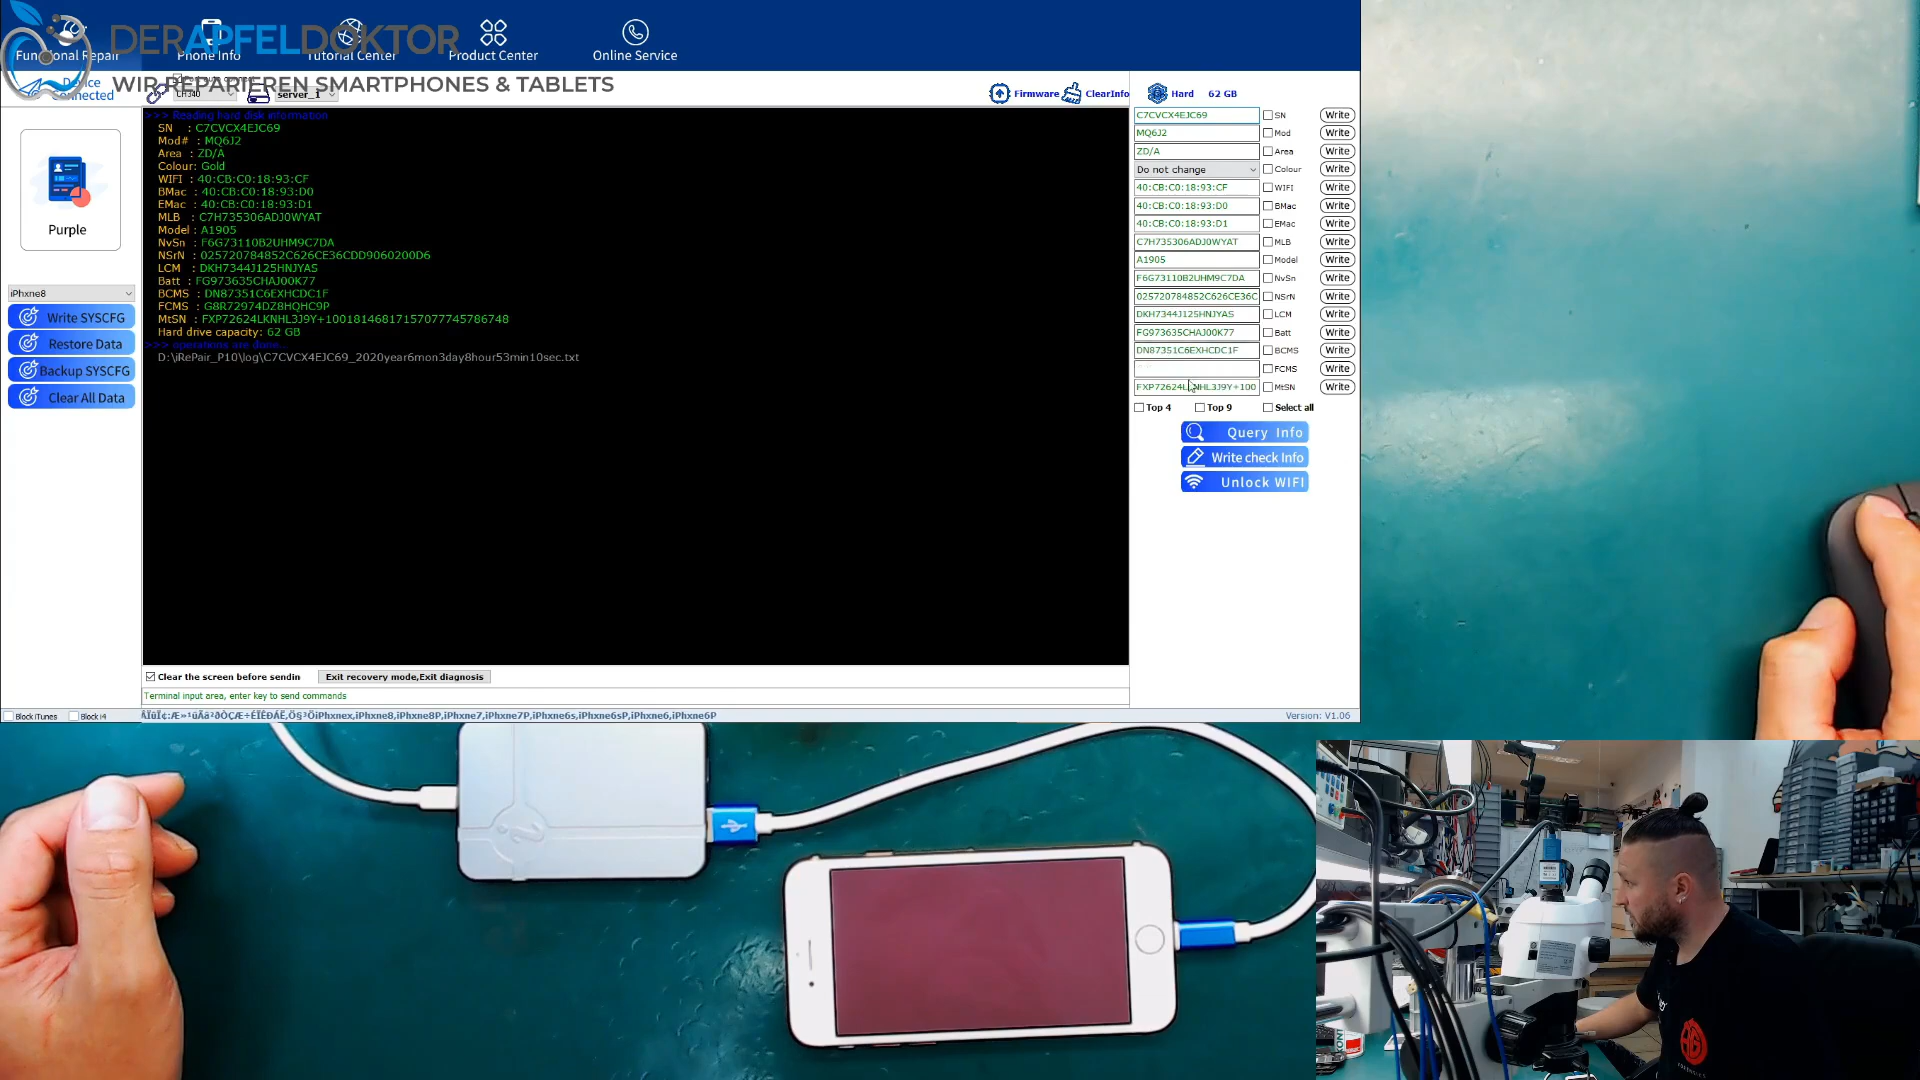 DERAPFELDOKTOR
WIR REPARIEREN SMARTPHONES & TABLETS
Functional Repair
Phone Info
Tutorial Center
Product Center
Online Service
Device
Connected
CH340
server_1
Firmware
ClearInfo
Hard
62 GB
Purple
iPhxne8
Write SYSCFG
Restore Data
Backup SYSCFG
Clear All Data
>>> Reading hard disk information
SN : C7CVCX4EJC69
Mod# : MQ6J2
Area : ZD/A
Colour: Gold
WIFI : 40:CB:C0:18:93:CF
BMac : 40:CB:C0:18:93:D0
EMac : 40:CB:C0:18:93:D1
MLB : C7H735306ADJ0WYAT
Model : A1905
NvSn : F6G73110B2UHM9C7DA
NSrN : 025720784852C626CE36CDD9060200D6
LCM : DKH7344J125HNJYAS
Batt : FG973635CHAJ00K77
BCMS : DN87351C6EXHCDC1F
FCMS : G8R72974DZ8HQHC9P
MtSN : FXP72624LKNHL3J9Y+10018146817157077745786748
Hard drive capacity: 62 GB
>>> operations are done...
D:\iRePair_P10\log\C7CVCX4EJC69_2020year6mon3day8hour53min10sec.txt
C7CVCX4EJC69 SN Write
MQ6J2 Mod Write
ZD/A Area Write
Do not change Colour Write
40:CB:C0:18:93:CF WIFI Write
40:CB:C0:18:93:D0 BMac Write
40:CB:C0:18:93:D1 EMac Write
C7H735306ADJ0WYAT MLB Write
A1905 Model Write
F6G73110B2UHM9C7DA NvSn Write
025720784852C626CE36C NSrN Write
DKH7344J125HNJYAS LCM Write
FG973635CHAJ00K77 Batt Write
DN87351C6EXHCDC1F BCMS Write
FCMS Write
MtSN Write
Top 4
Top 9
Select all
Query Info
Write check Info
Unlock WIFI
Clear the screen before sendin
Exit recovery mode,Exit diagnosis
Terminal input area, enter key to send commands
Block iTunes
Block i4
iPhxnex,iPhxne8,iPhxne8P,iPhxne7,iPhxne7P,iPhxne6s,iPhxne6sP,iPhxne6,iPhxne6P
Version: V1.06